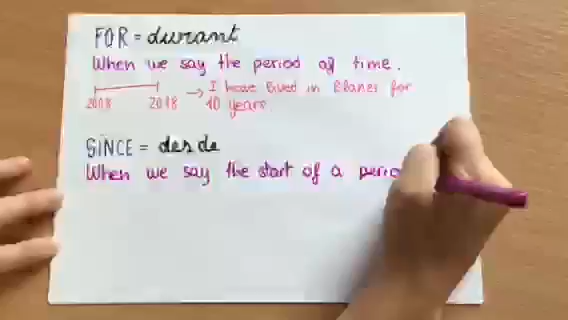 FOR = durant
When we say the period of time.
2008 2018 → I have lived in Blanes for
10 years
SINCE = desde
When we say the start of a perio